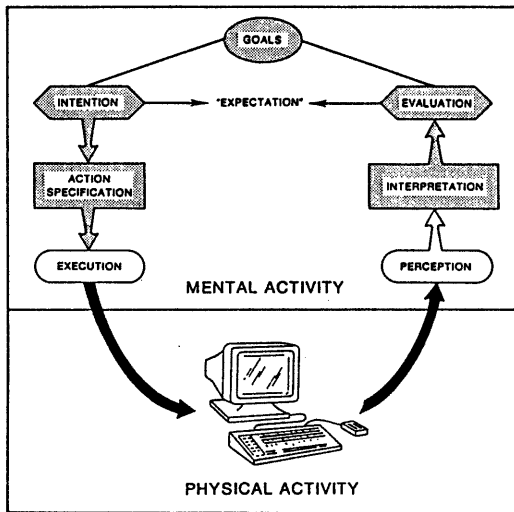 GOALS
INTENTION
"EXPECTATION"
EVALUATION
ACTION
SPECIFICATION
INTERPRETATION
EXECUTION
PERCEPTION
MENTAL ACTIVITY
PHYSICAL ACTIVITY